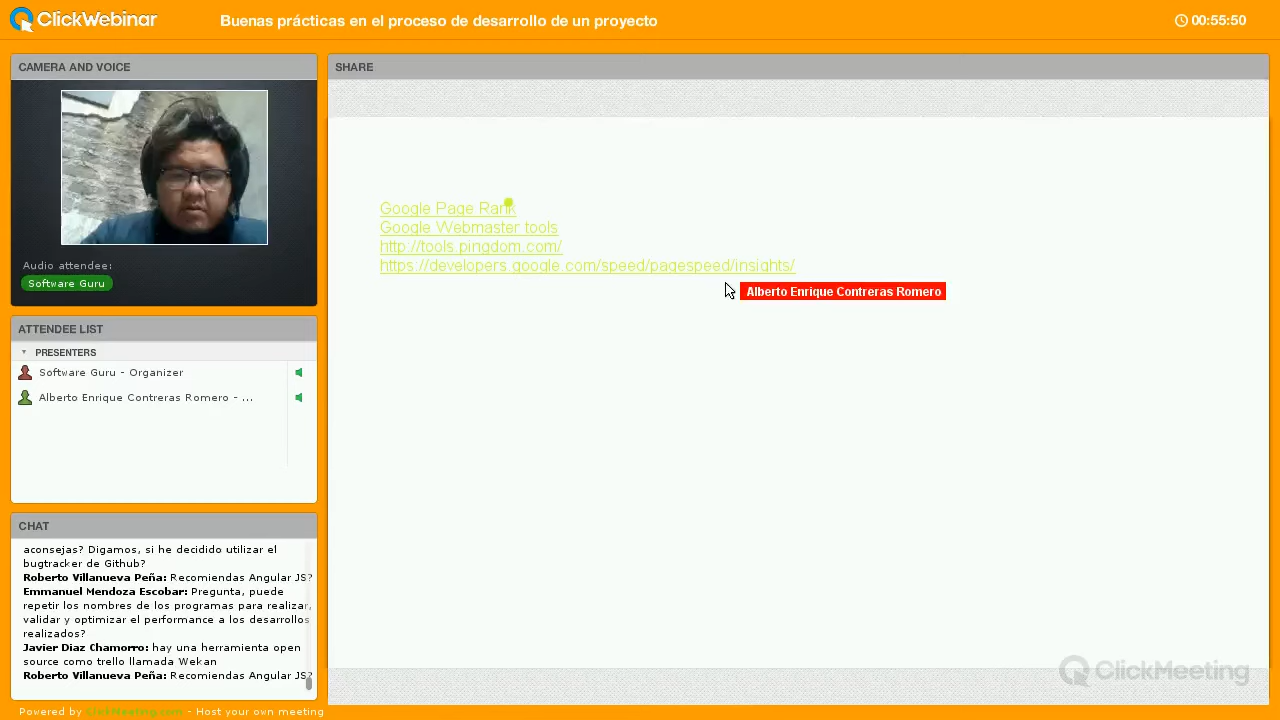 ClickWebinar
Buenas prácticas en el proceso de desarrollo de un proyecto
00:55:50
CAMERA AND VOICE
Audio attendee:
Software Guru
ATTENDEE LIST
PRESENTERS
Software Guru - Organizer
Alberto Enrique Contreras Romero - ...
CHAT
aconsejas? Digamos, si he decidido utilizar el
bugtracker de Github?
Roberto Villanueva Peña: Recomiendas Angular JS?
Emmanuel Mendoza Escobar: Pregunta, puede
repetir los nombres de los programas para realizar,
validar y optimizar el performance a los desarrollos
realizados?
Javier Diaz Chamorro: hay una herramienta open
source como trello llamada Wekan
Roberto Villanueva Peña: Recomiendas Angular JS?
Powered by ClickMeeting.com - Host your own meeting
SHARE
Google Page Rank
Google Webmaster tools
http://tools.pingdom.com/
https://developers.google.com/speed/pagespeed/insights/
Alberto Enrique Contreras Romero
ClickMeeting